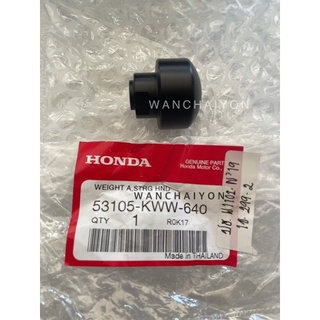 WANCHAIYON
HONDA
GENUINE PARTS
Honda Motor Co.,
WEIGHT A,STRG HND
WANCHAIYON
53105-KWW-640
QTY 1 R0K17
Made in THAILAND